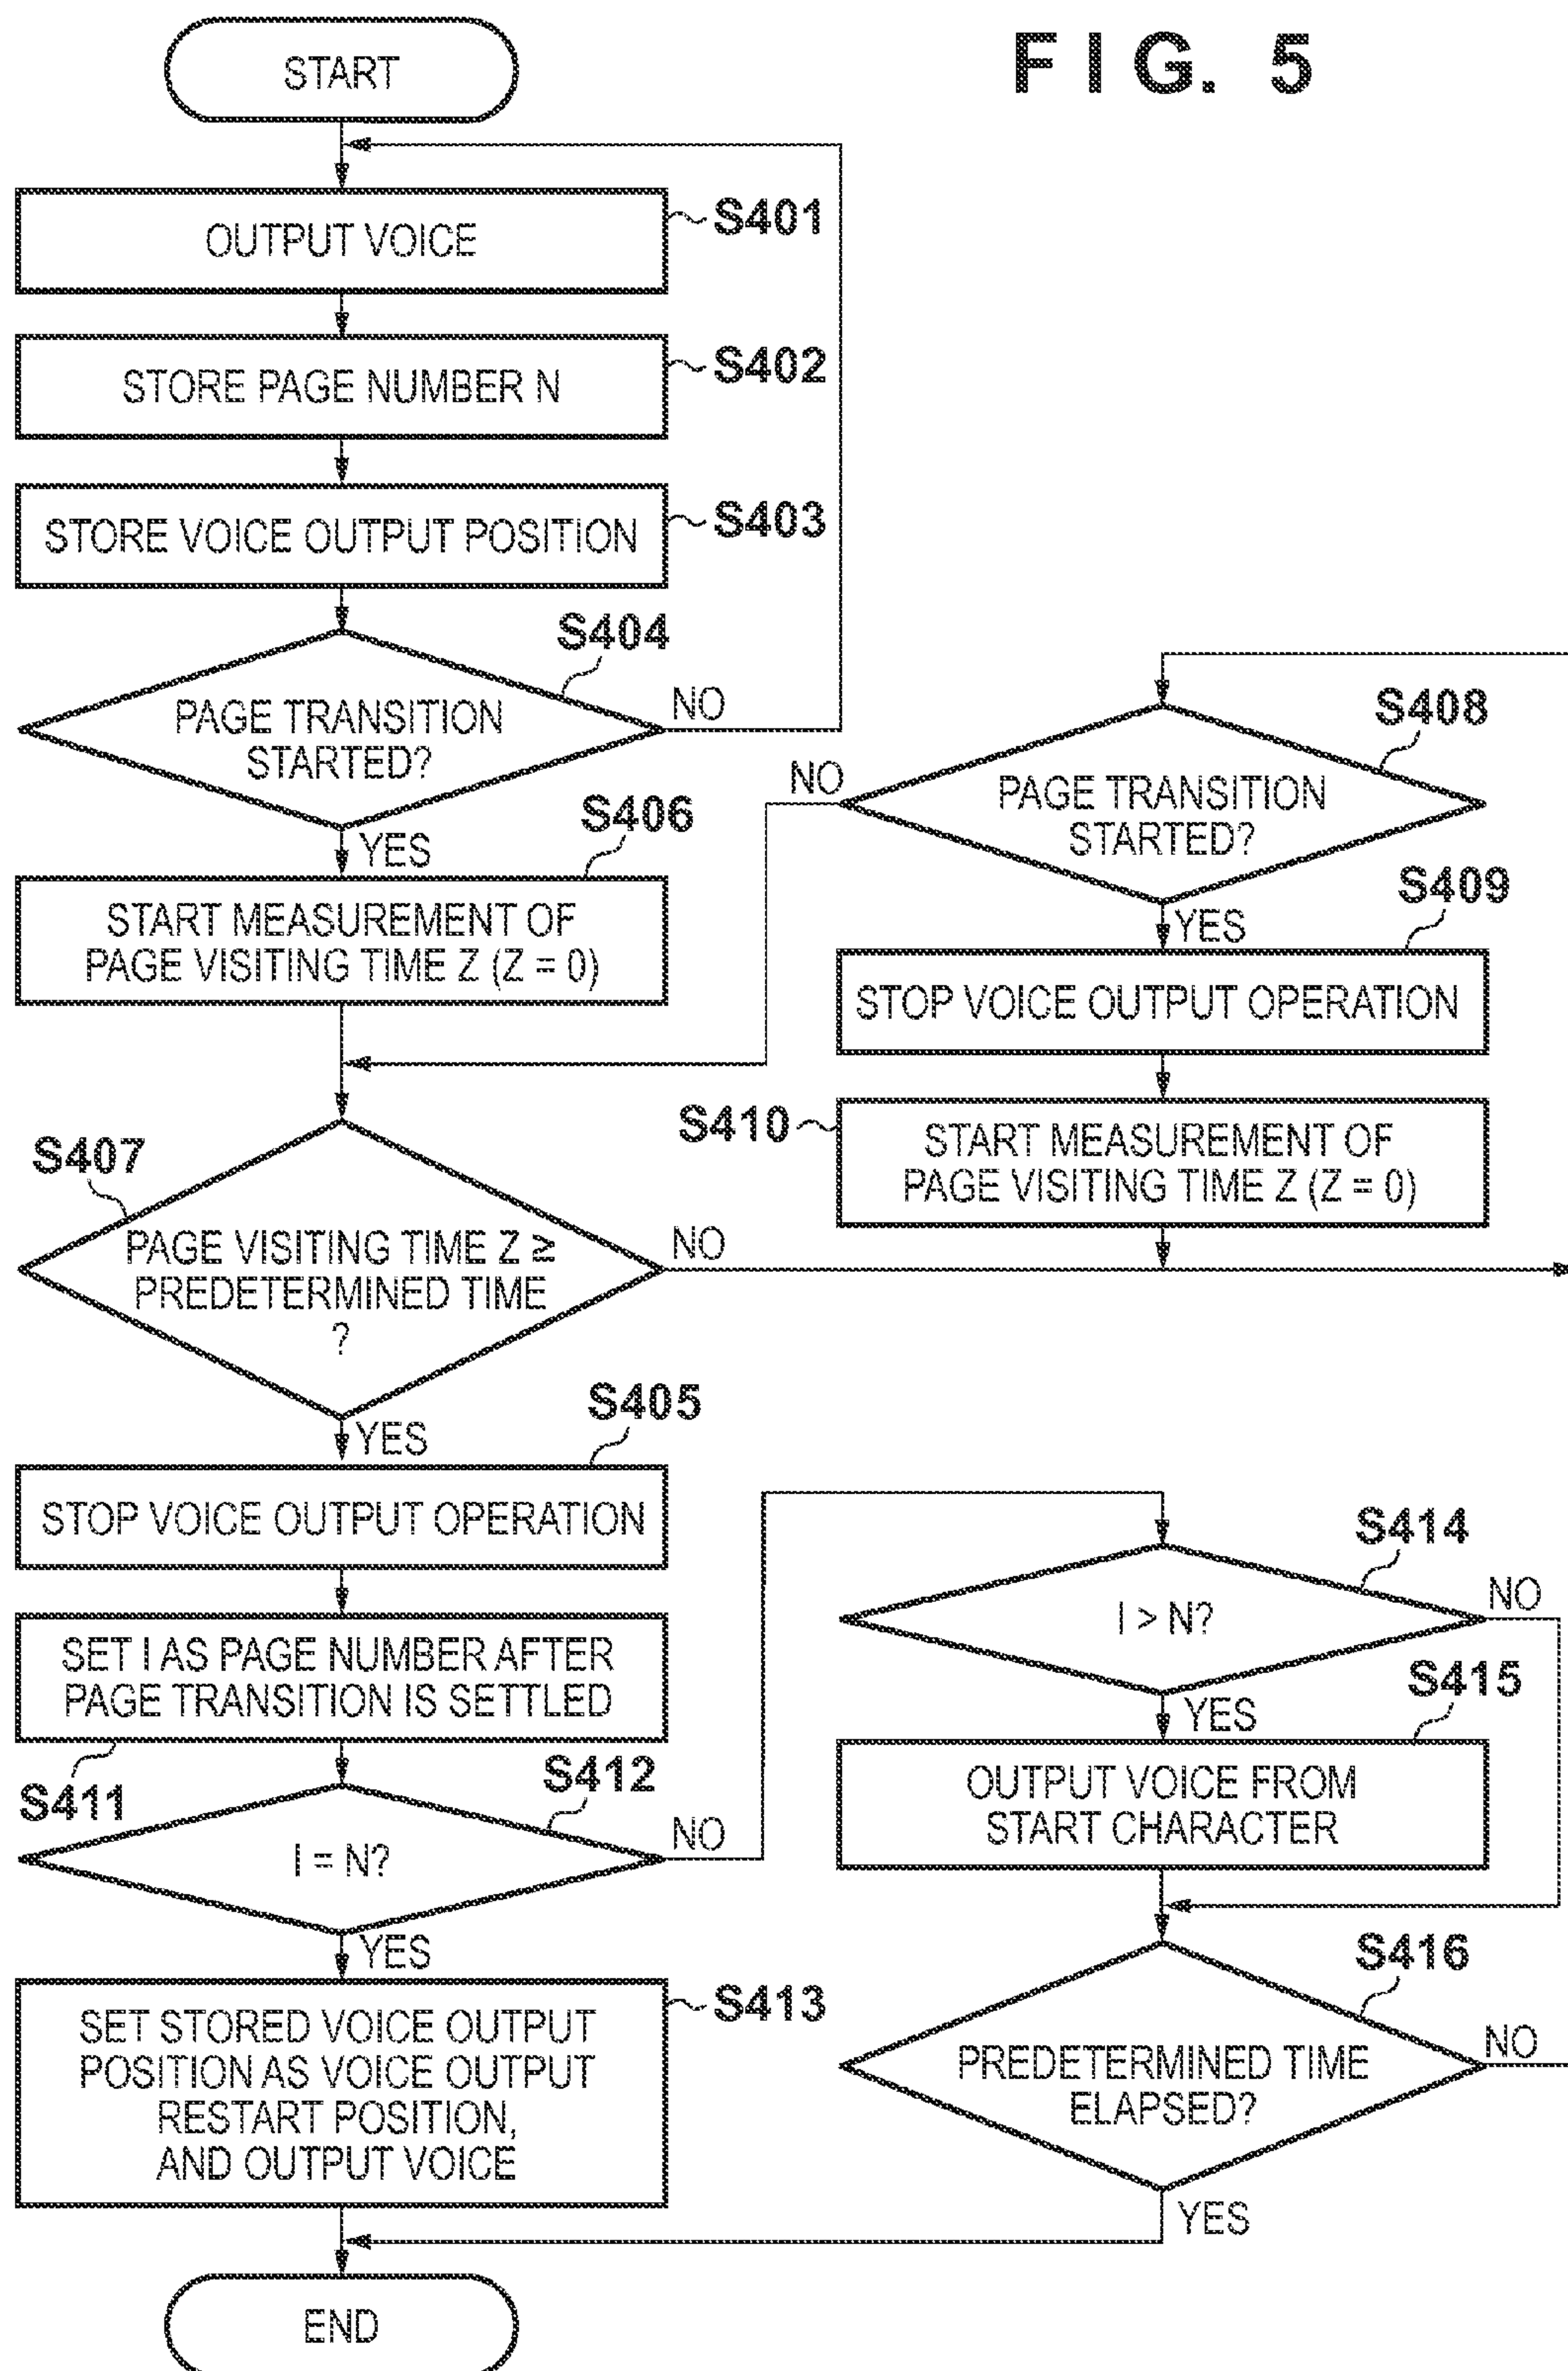 FIG. 5
START
OUTPUT VOICE
S401
STORE PAGE NUMBER N
S402
STORE VOICE OUTPUT POSITION
S403
S404
PAGE TRANSITION
STARTED?
NO
YES
S406
START MEASUREMENT OF
PAGE VISITING TIME Z (Z = 0)
S407
PAGE VISITING TIME Z ≧
PREDETERMINED TIME
?
NO
YES
S408
PAGE TRANSITION
STARTED?
NO
YES
S409
STOP VOICE OUTPUT OPERATION
S410
START MEASUREMENT OF
PAGE VISITING TIME Z (Z = 0)
S405
STOP VOICE OUTPUT OPERATION
SET I AS PAGE NUMBER AFTER
PAGE TRANSITION IS SETTLED
S411
S412
I = N?
NO
YES
SET STORED VOICE OUTPUT
POSITION AS VOICE OUTPUT
RESTART POSITION,
AND OUTPUT VOICE
S413
S414
I > N?
NO
YES
S415
OUTPUT VOICE FROM
START CHARACTER
S416
PREDETERMINED TIME
ELAPSED?
NO
YES
END